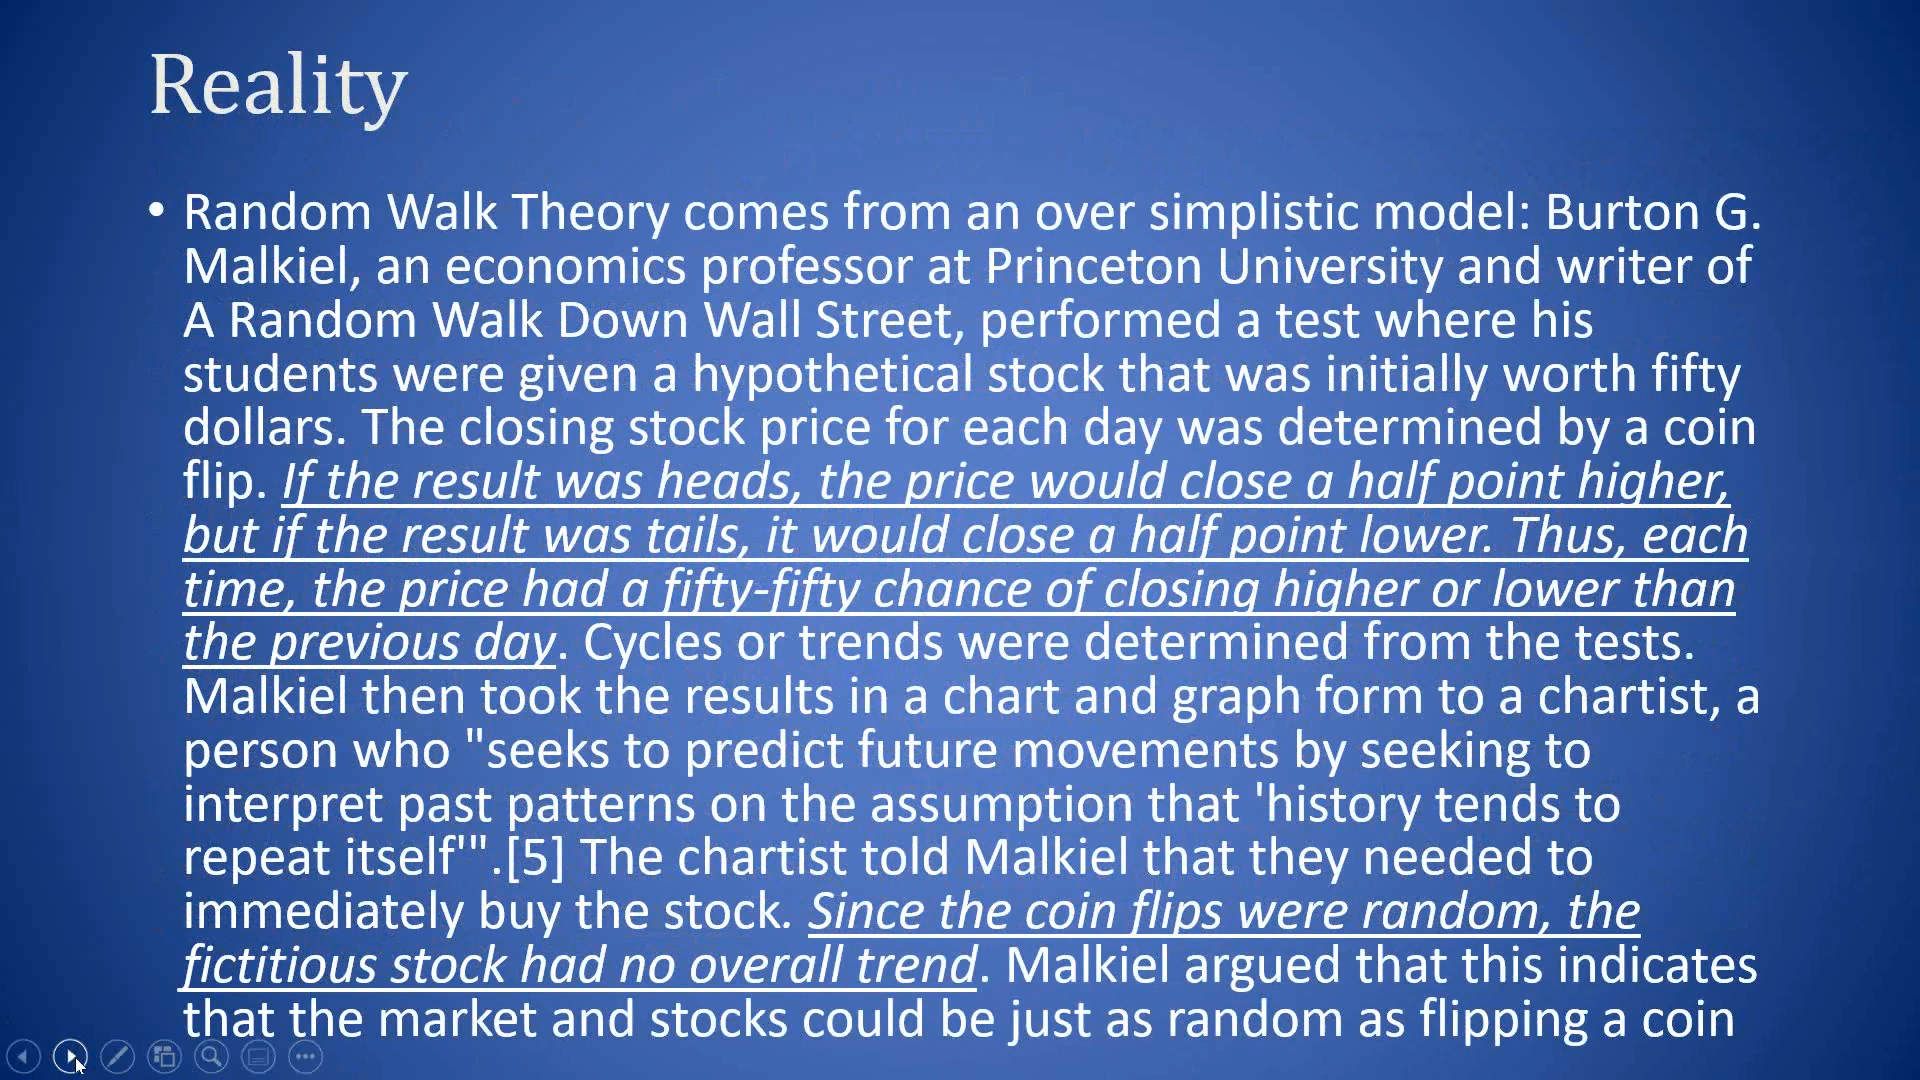 Reality
• Random Walk Theory comes from an over simplistic model: Burton G.
Malkiel, an economics professor at Princeton University and writer of
A Random Walk Down Wall Street, performed a test where his
students were given a hypothetical stock that was initially worth fifty
dollars. The closing stock price for each day was determined by a coin
flip. If the result was heads, the price would close a half point higher,
but if the result was tails, it would close a half point lower. Thus, each
time, the price had a fifty-fifty chance of closing higher or lower than
the previous day. Cycles or trends were determined from the tests.
Malkiel then took the results in a chart and graph form to a chartist, a
person who "seeks to predict future movements by seeking to
interpret past patterns on the assumption that 'history tends to
repeat itself'".[5] The chartist told Malkiel that they needed to
immediately buy the stock. Since the coin flips were random, the
fictitious stock had no overall trend. Malkiel argued that this indicates
that the market and stocks could be just as random as flipping a coin